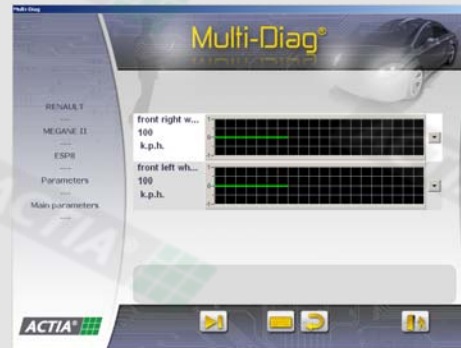 Multi-Diag
Multi-Diag®
RENAULT
---
MEGANE II
---
ESP8
---
Parameters
---
Main parameters
---
front right w...
100
k.p.h.
front left wh...
100
k.p.h.
ACTIA®